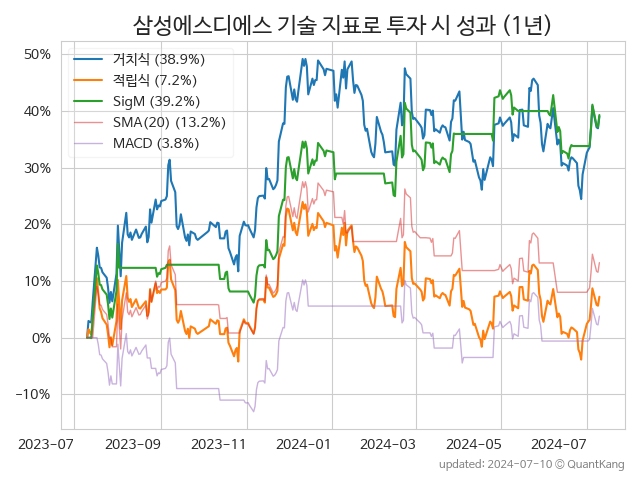 삼성에스디에스 기술 지표로 투자 시 성과 (1년)
50%
40%
30%
20%
10%
0%
−10%
거치식 (38.9%)
적립식 (7.2%)
SigM (39.2%)
SMA(20) (13.2%)
MACD (3.8%)
2023-07
2023-09
2023-11
2024-01
2024-03
2024-05
2024-07
updated: 2024-07-10 © QuantKang